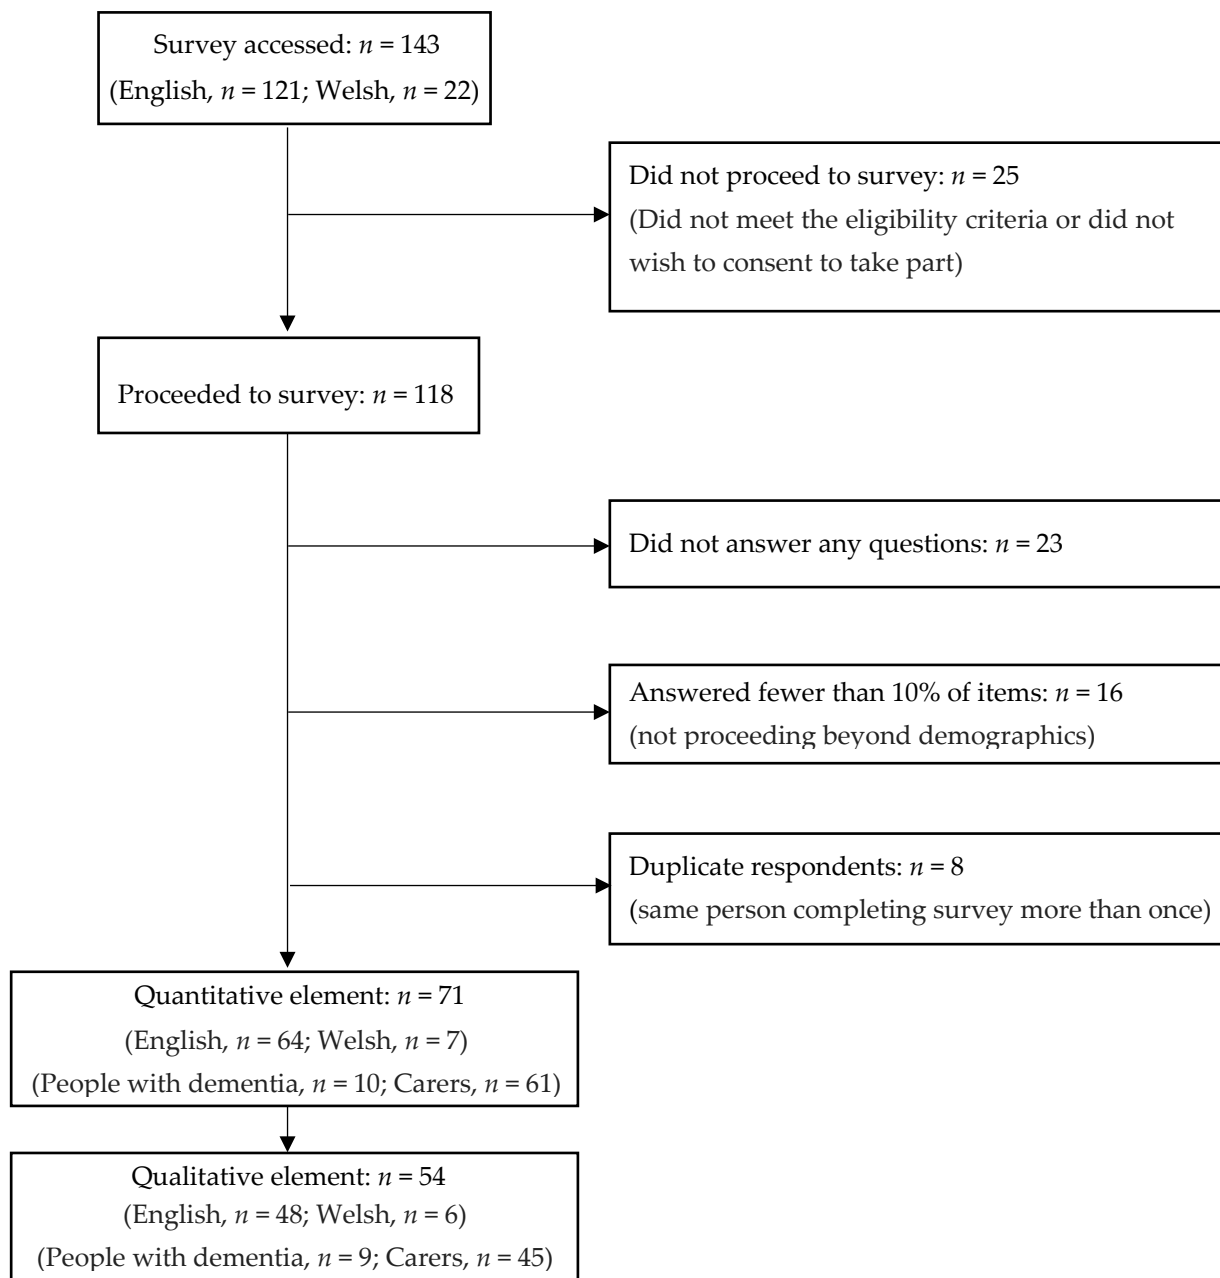 Survey accessed: n = 143
(English, n = 121; Welsh, n = 22)
Did not proceed to survey: n = 25
(Did not meet the eligibility criteria or did not
wish to consent to take part)
Proceeded to survey: n = 118
Did not answer any questions: n = 23
Answered fewer than 10% of items: n = 16
(not proceeding beyond demographics)
Duplicate respondents: n = 8
(same person completing survey more than once)
Quantitative element: n = 71
(English, n = 64; Welsh, n = 7)
(People with dementia, n = 10; Carers, n = 61)
Qualitative element: n = 54
(English, n = 48; Welsh, n = 6)
(People with dementia, n = 9; Carers, n = 45)